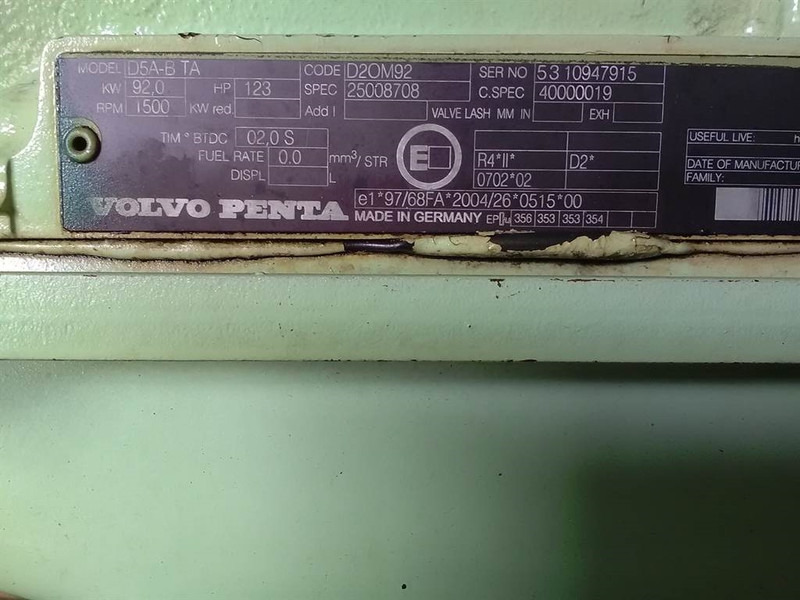 MODEL D5A-B TA CODE D2OM92 SER NO 53 10947915
KW 92,0 HP 123 SPEC 25008708 C.SPEC 40000019
RPM 1500 KW red. Add ! VALVE LASH MM IN EXH
TIM ° BTDC 02,0 S
FUEL RATE 0.0 mm³/STR
DISPL L
E
R4*II* D2*
0702*02
e1*97/68FA*2004/26*0515*00
VOLVO PENTA MADE IN GERMANY 356 353 353 354
USEFUL LIVE:
DATE OF MANUFACTUR
FAMILY: